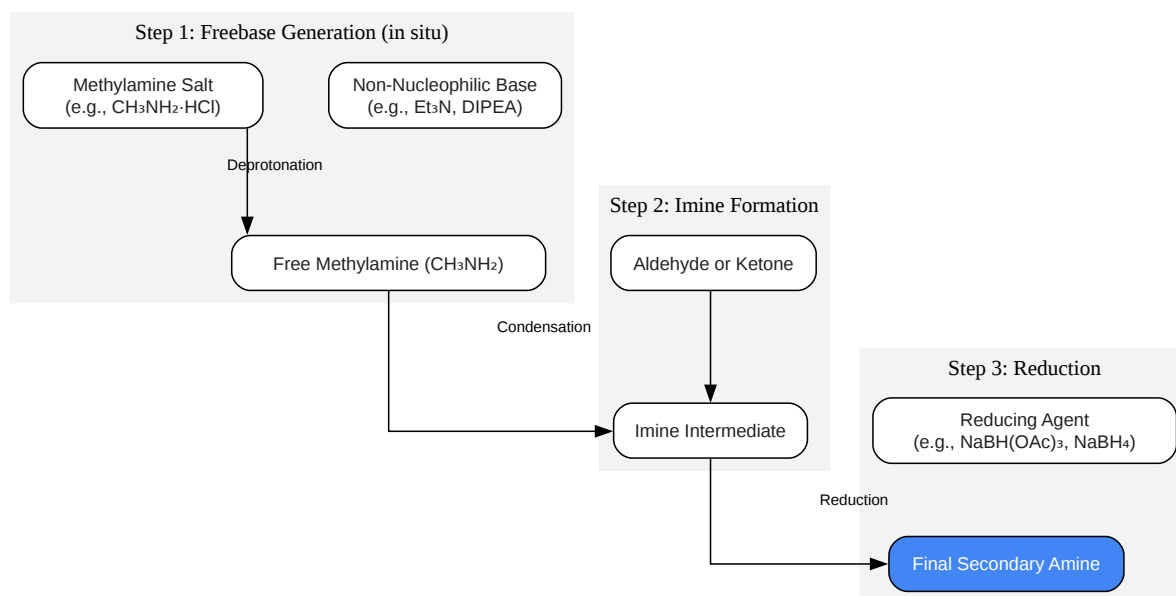 Step 1: Freebase Generation (in situ)
Methylamine Salt
(e.g., CH₃NH₂·HCl)
Non-Nucleophilic Base
(e.g., Et₃N, DIPEA)
Deprotonation
Free Methylamine (CH₃NH₂)
Condensation
Step 2: Imine Formation
Aldehyde or Ketone
Imine Intermediate
Reduction
Step 3: Reduction
Reducing Agent
(e.g., NaBH(OAc)₃, NaBH₄)
Final Secondary Amine